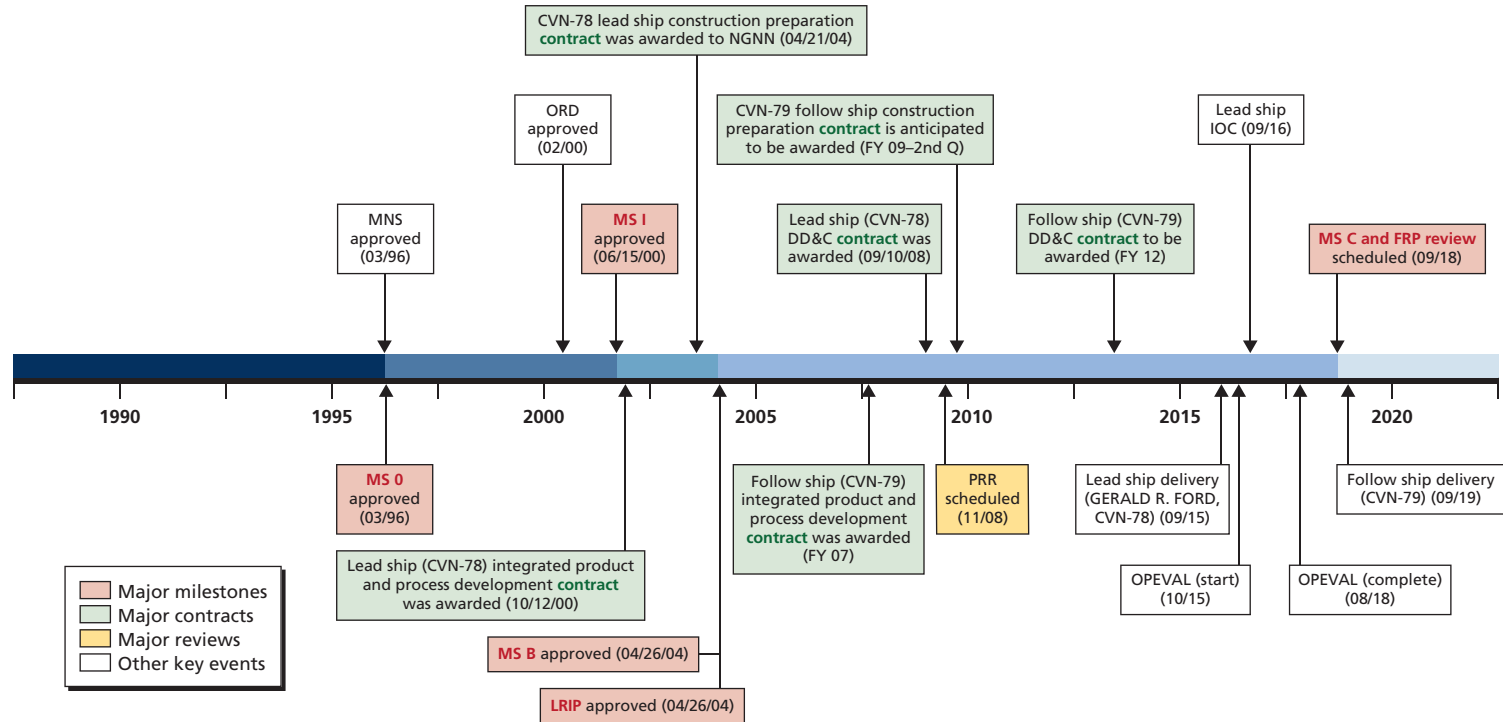 CVN-78 lead ship construction preparation
contract was awarded to NGNN (04/21/04)
ORD
approved
(02/00)
CVN-79 follow ship construction
preparation contract is anticipated
to be awarded (FY 09–2nd Q)
Lead ship
IOC (09/16)
MNS
approved
(03/96)
MS I
approved
(06/15/00)
Lead ship (CVN-78)
DD&C contract was
awarded (09/10/08)
Follow ship (CVN-79)
DD&C contract to be
awarded (FY 12)
MS C and FRP review
scheduled (09/18)
1990
1995
2000
2005
2010
2015
2020
MS 0
approved
(03/96)
Follow ship (CVN-79)
integrated product and
process development
contract was awarded
(FY 07)
PRR
scheduled
(11/08)
Lead ship delivery
(GERALD R. FORD,
CVN-78) (09/15)
Follow ship delivery
(CVN-79) (09/19)
Lead ship (CVN-78) integrated product
and process development contract
was awarded (10/12/00)
OPEVAL (start)
(10/15)
OPEVAL (complete)
(08/18)
Major milestones
Major contracts
Major reviews
Other key events
MS B approved (04/26/04)
LRIP approved (04/26/04)